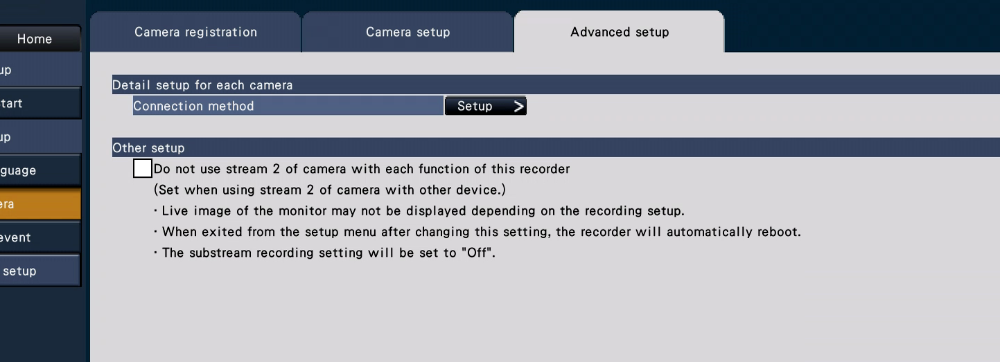 Home
Camera registration
Camera setup
Advanced setup
up
tart
up
guage
era
event
setup
Detail setup for each camera
Connection method
Setup >
Other setup
Do not use stream 2 of camera with each function of this recorder
(Set when using stream 2 of camera with other device.)
· Live image of the monitor may not be displayed depending on the recording setup.
· When exited from the setup menu after changing this setting, the recorder will automatically reboot.
· The substream recording setting will be set to "Off".